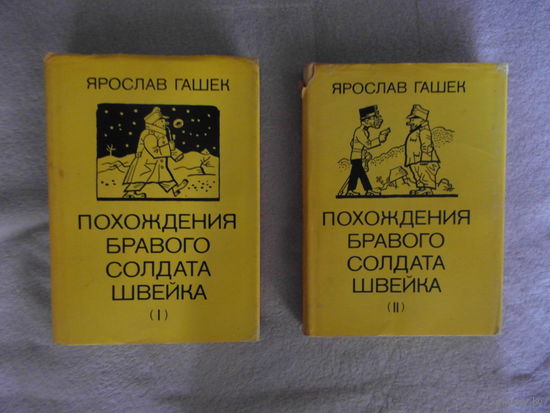 ЯРОСЛАВ ГАШЕК
ПОХОЖДЕНИЯ
БРАВОГО
СОЛДАТА
ШВЕЙКА
(I)
ЯРОСЛАВ ГАШЕК
ПОХОЖДЕНИЯ
БРАВОГО
СОЛДАТА
ШВЕЙКА
(II)